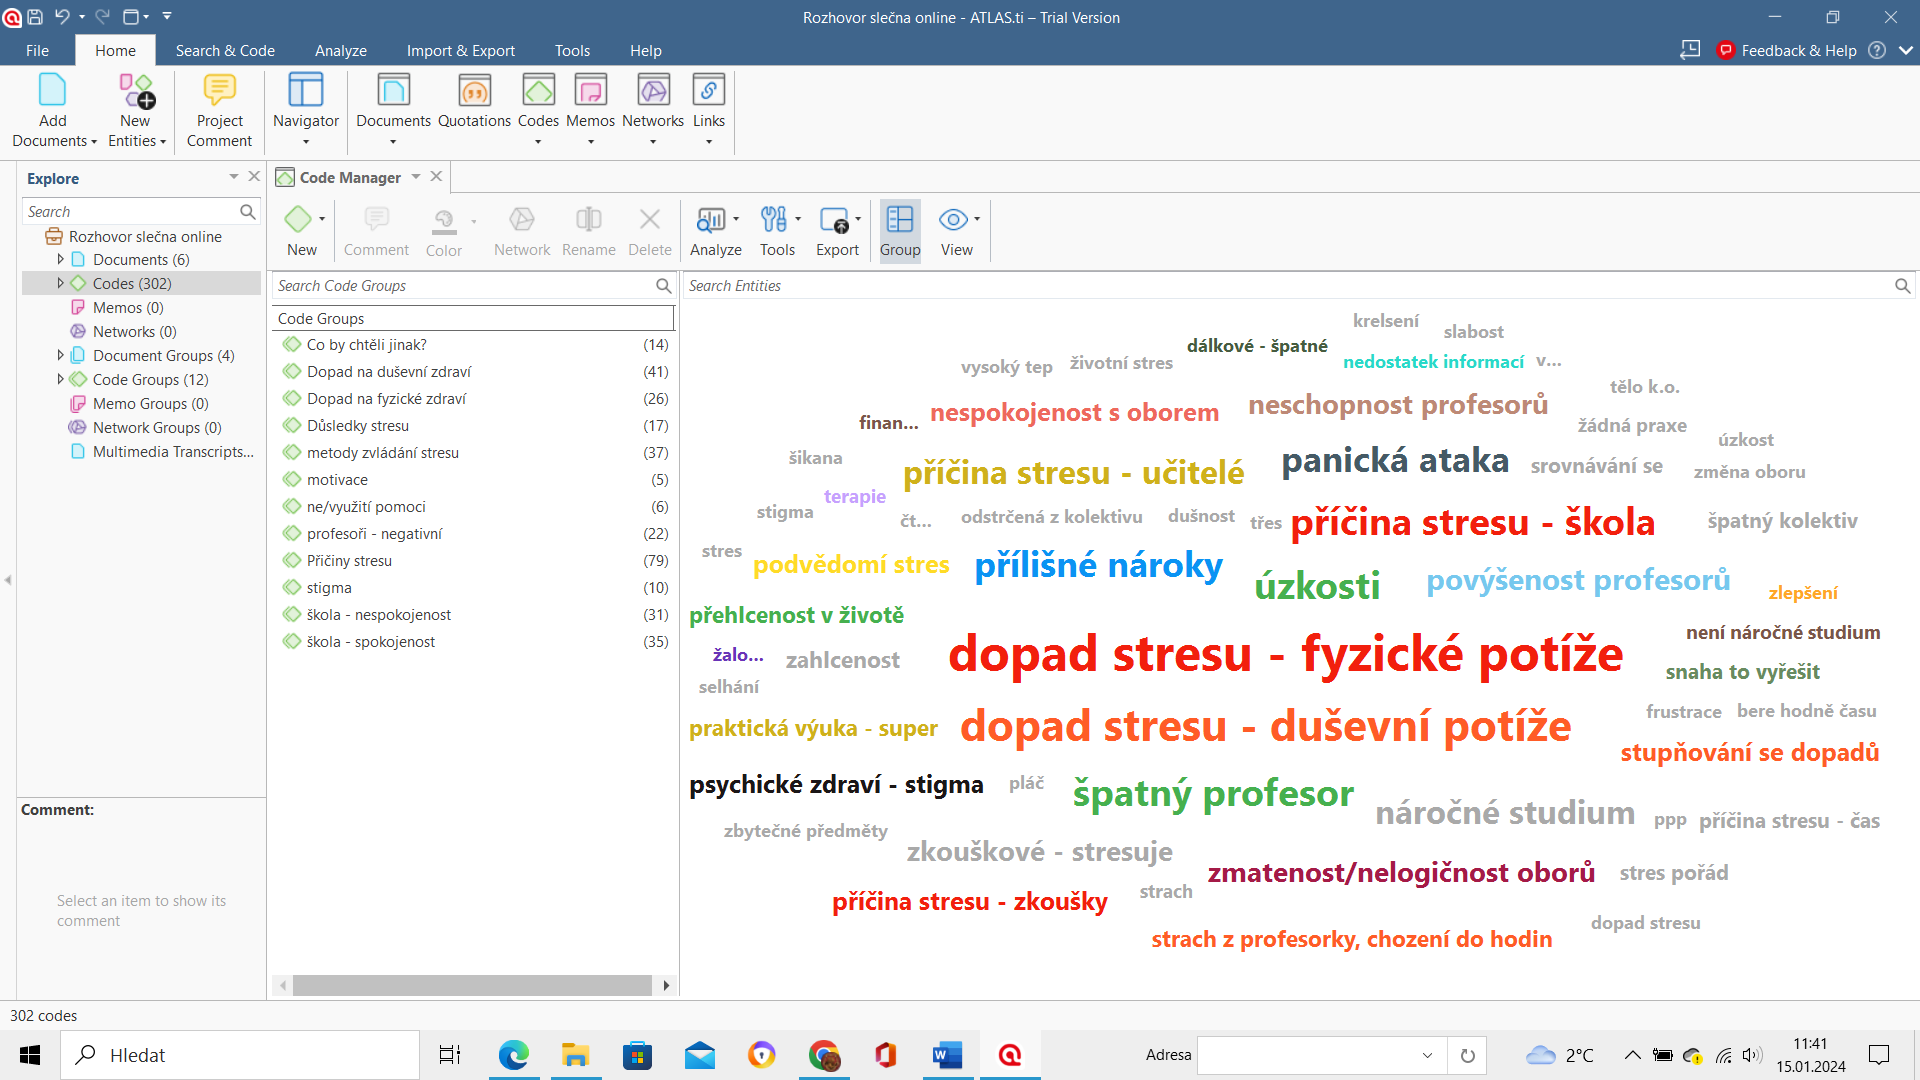 Rozhovor slečna online - ATLAS.ti – Trial Version
File Home Search & Code Analyze Import & Export Tools Help Feedback & Help
Add Documents
New Entities
Project Comment
Navigator
Documents Quotations Codes Memos Networks Links
Explore
Search
Rozhovor slečna online
Documents (6)
Codes (302)
Memos (0)
Networks (0)
Document Groups (4)
Code Groups (12)
Memo Groups (0)
Network Groups (0)
Multimedia Transcripts...
Comment:
Select an item to show its
comment
Code Manager
New Comment Color Network Rename Delete Analyze Tools Export Group View
Search Code Groups
Code Groups
Co by chtěli jinak? (14)
Dopad na duševní zdraví (41)
Dopad na fyzické zdraví (26)
Důsledky stresu (17)
metody zvládání stresu (37)
motivace (5)
ne/využití pomoci (6)
profesoři - negativní (22)
Příčiny stresu (79)
stigma (10)
škola - nespokojenost (31)
škola - spokojenost (35)
Search Entities
krelsení
slabost
dálkové - špatné
nedostatek informací
v...
vysoký tep
životní stres
tělo k.o.
finan...
nespokojenost s oborem
neschopnost profesorů
žádná praxe
úzkost
šikana
příčina stresu - učitelé
panická ataka
srovnávání se
změna oboru
terapie
stigma
čt...
odstrčená z kolektivu
dušnost
třes
příčina stresu - škola
špatný kolektiv
stres
podvědomí stres
přílišné nároky
úzkosti
povýšenost profesorů
zlepšení
přehlcenost v životě
není náročné studium
žalo...
zahlcenost
dopad stresu - fyzické potíže
snaha to vyřešit
selhání
frustrace
bere hodně času
praktická výuka - super
dopad stresu - duševní potíže
stupňování se dopadů
psychické zdraví - stigma
pláč
špatný profesor
náročné studium
ppp
příčina stresu - čas
zbytečné předměty
zkouškové - stresuje
zmatenost/nelogičnost oborů
stres pořád
příčina stresu - zkoušky
strach
dopad stresu
strach z profesorky, chození do hodin
302 codes
Hledat
Adresa
2°C
11:41
15.01.2024